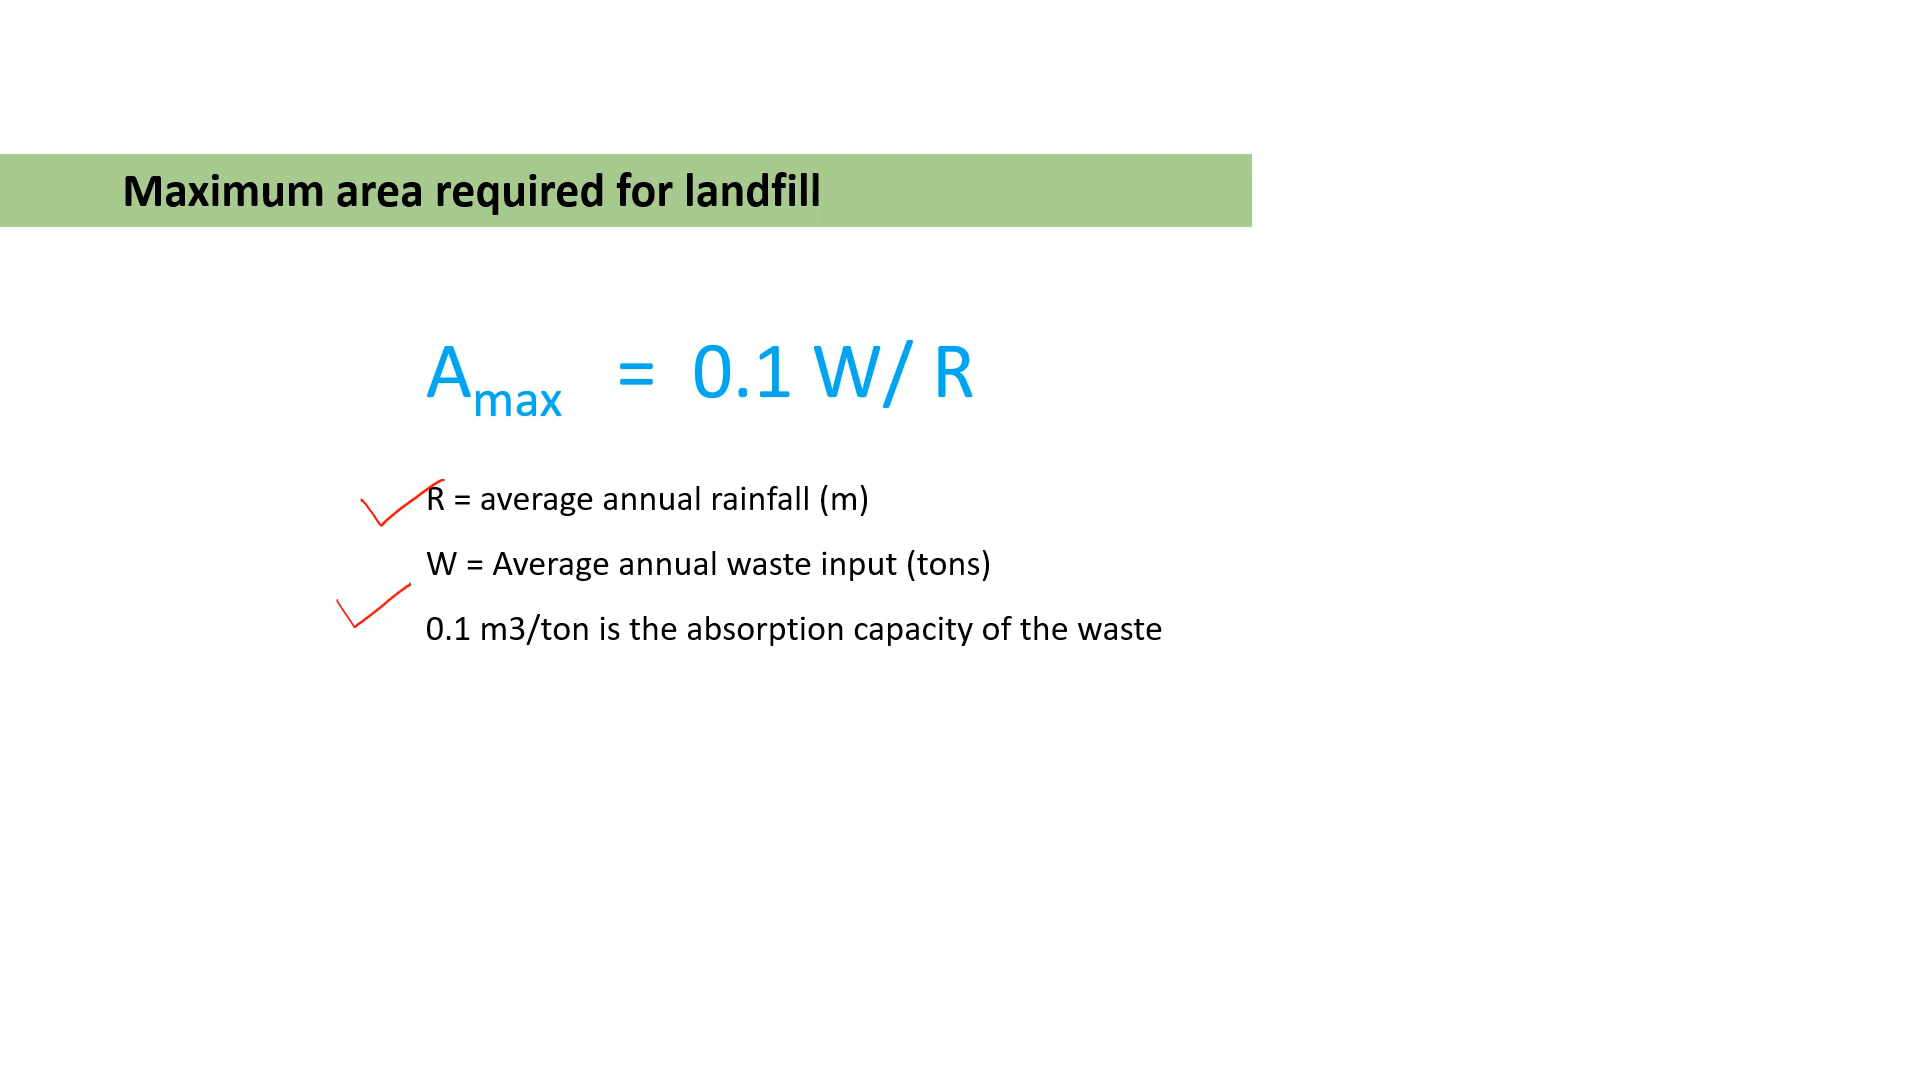 Maximum area required for landfill
Amax = 0.1 W/ R
R = average annual rainfall (m)
W = Average annual waste input (tons)
0.1 m3/ton is the absorption capacity of the waste